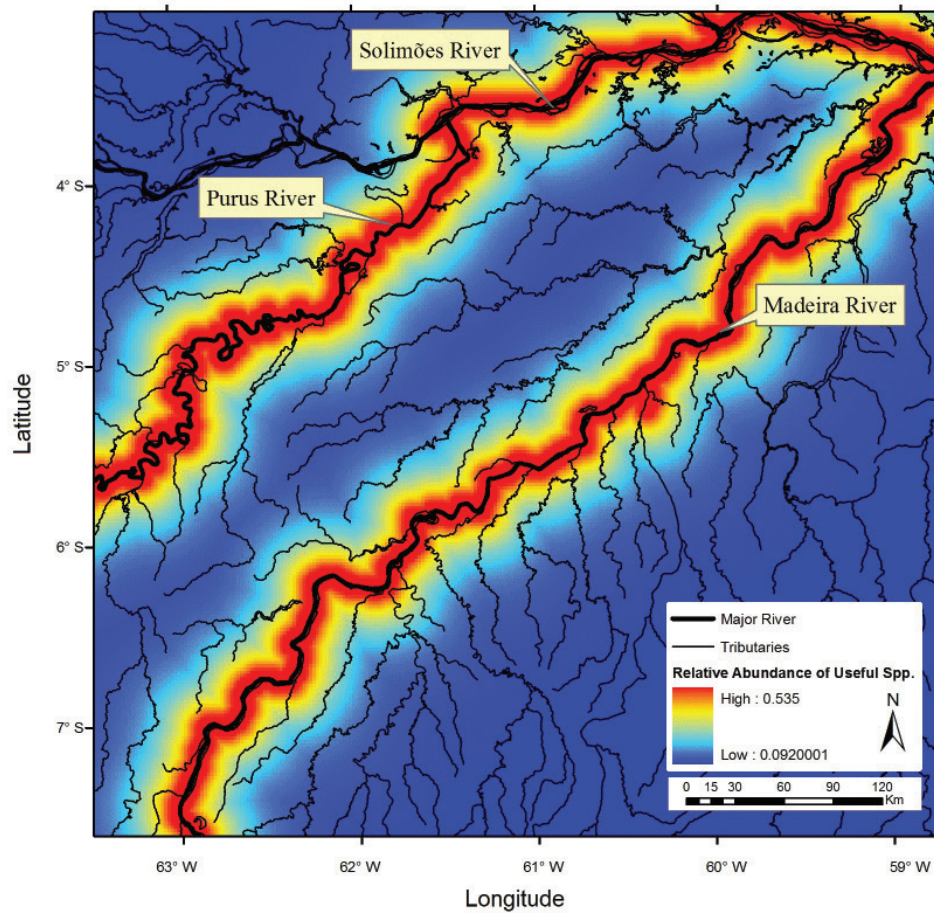 Solimões River
Purus River
Madeira River
4° S
5° S
6° S
7° S
Latitude
63° W
62° W
61° W
60° W
59° W
Longitude
Major River
Tributaries
Relative Abundance of Useful Spp.
High : 0.535
Low : 0.0920001
N
0 15 30 60 90 120
Km